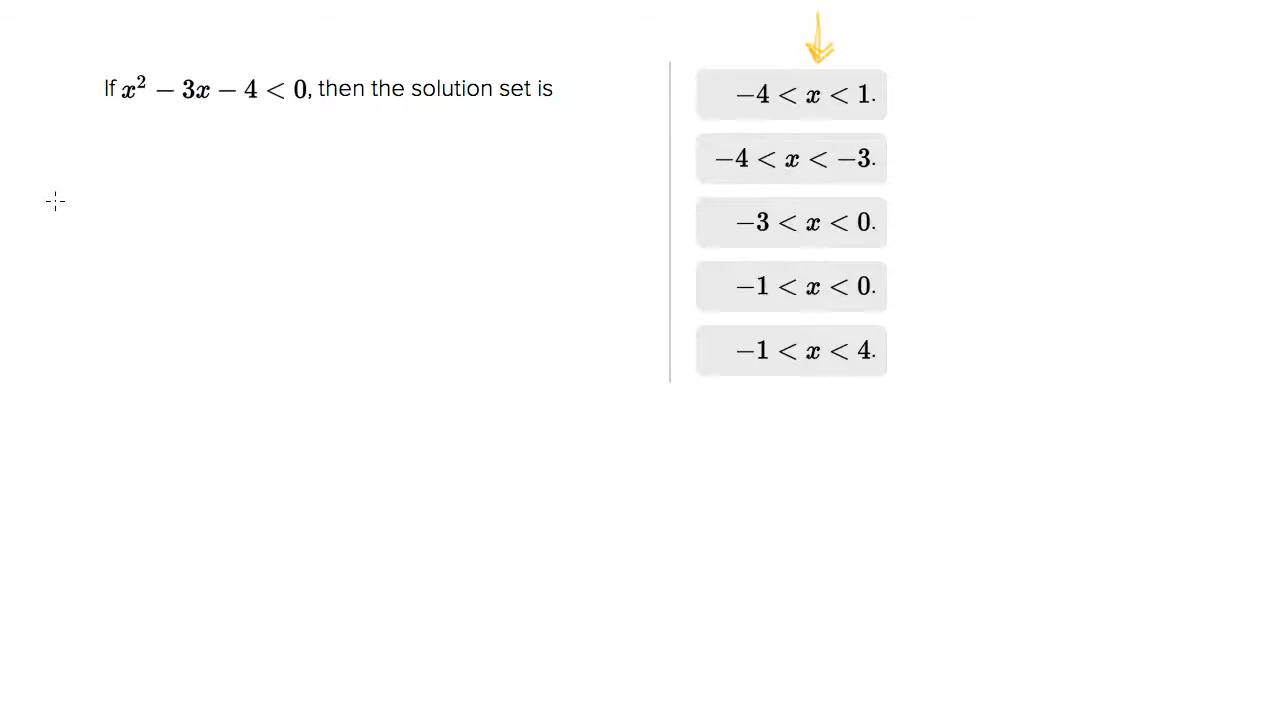 If x² − 3x − 4 < 0, then the solution set is
−4 < x < 1.
−4 < x < −3.
−3 < x < 0.
−1 < x < 0.
−1 < x < 4.